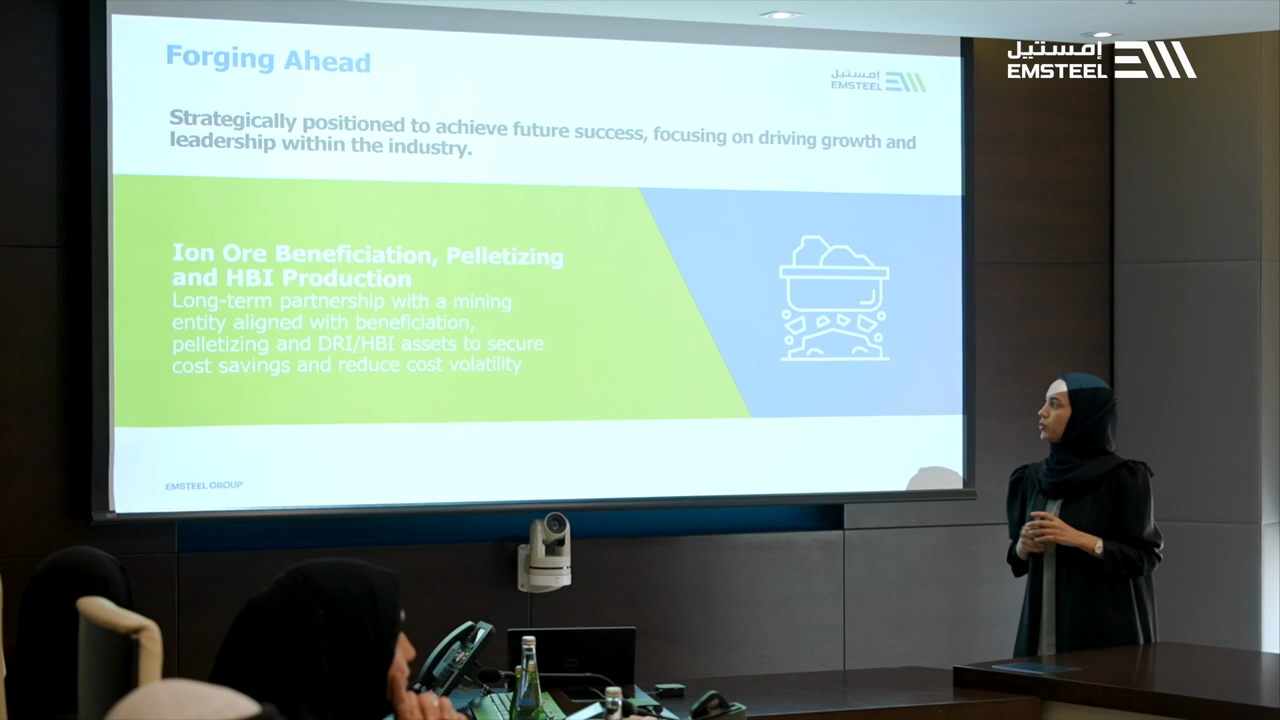 Forging Ahead
إمستيل
EMSTEEL
Strategically positioned to achieve future success, focusing on driving growth and
leadership within the industry.
Ion Ore Beneficiation, Pelletizing
and HBI Production
Long-term partnership with a mining
entity aligned with beneficiation,
pelletizing and DRI/HBI assets to secure
cost savings and reduce cost volatility
EMSTEEL GROUP
إمستيل
EMSTEEL